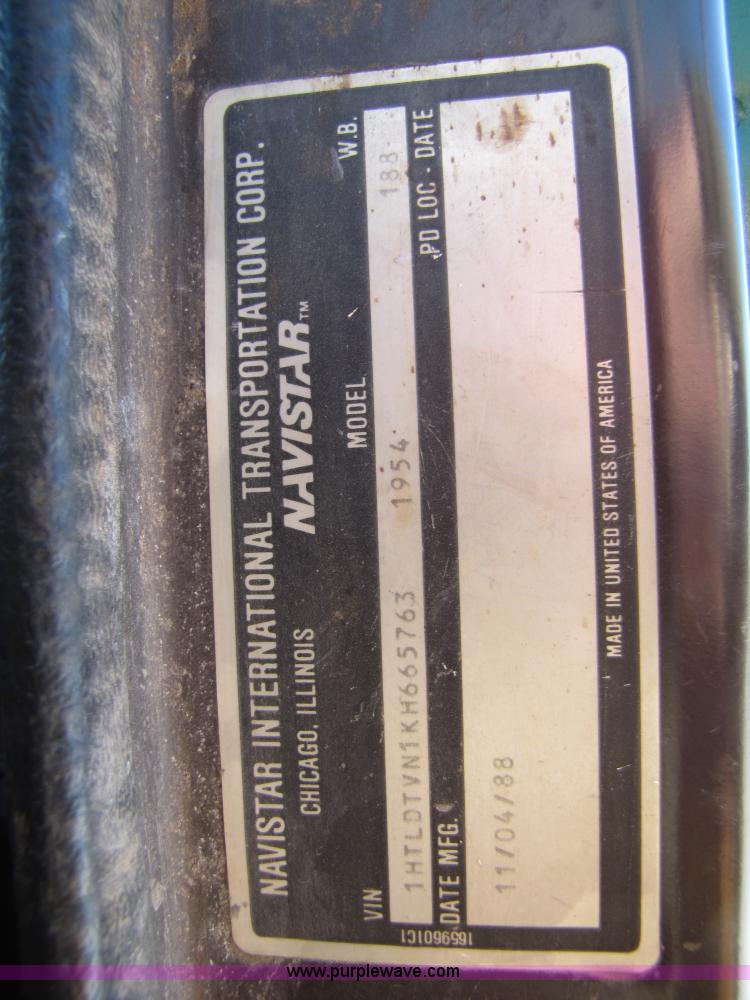 NAVISTAR INTERNATIONAL TRANSPORTATION CORP.
CHICAGO, ILLINOIS NAVISTAR™
VIN MODEL W.B.
1HTLDTVN1KH665763 1954 188
DATE MFG. PD LOC - DATE
11/04/88
MADE IN UNITED STATES OF AMERICA
1659601C1
www.purplewave.com